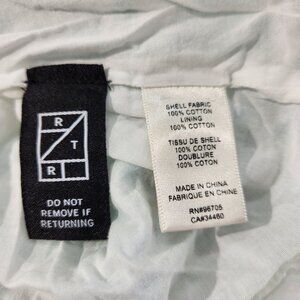 R
T
R
DO NOT
REMOVE IF
RETURNING
SHELL FABRIC
100% COTTON
LINING
100% COTTON
TISSU DE SHELL
100% COTON
DOUBLURE
100% COTON
MADE IN CHINA
FABRIQUE EN CHINE
RN#96705
CA#34460